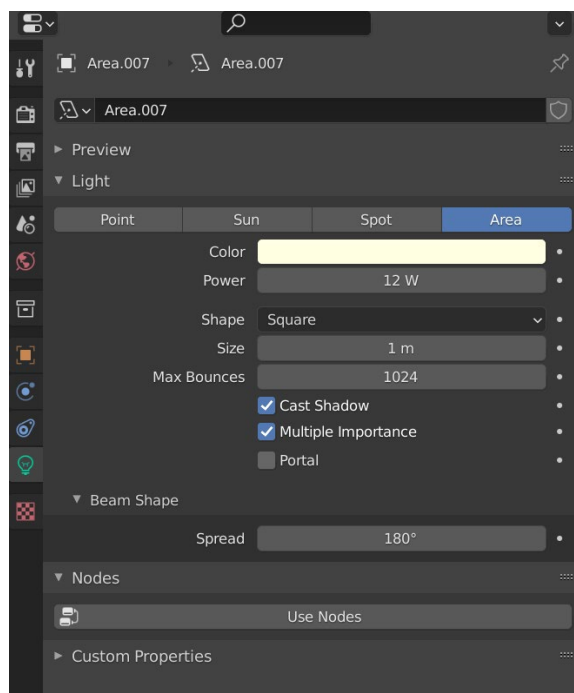 Area.007 Area.007
Area.007
Preview
Light
Point Sun Spot Area
Color
Power 12 W
Shape Square
Size 1 m
Max Bounces 1024
Cast Shadow
Multiple Importance
Portal
Beam Shape
Spread 180°
Nodes
Use Nodes
Custom Properties